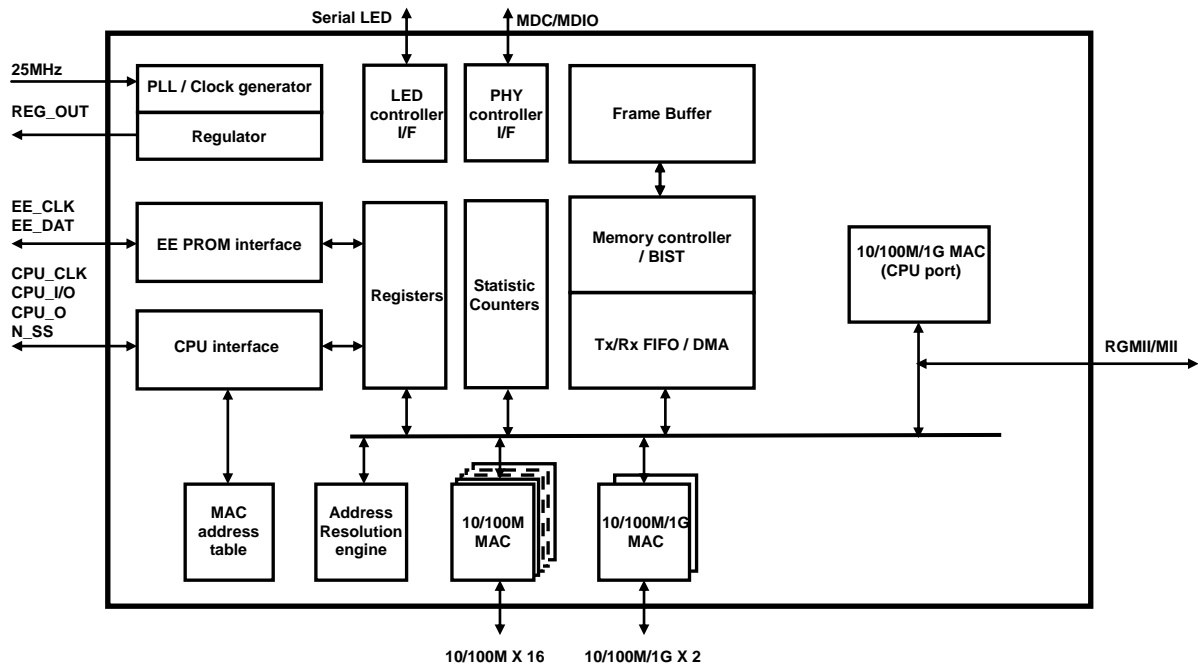 Serial LED
MDC/MDIO
25MHz
REG_OUT
PLL / Clock generator
Regulator
LED
controller
I/F
PHY
controller
I/F
Frame Buffer
EE_CLK
EE_DAT
EE PROM interface
CPU_CLK
CPU_I/O
CPU_O
N_SS
CPU interface
Registers
Statistic
Counters
Memory controller
/ BIST
Tx/Rx FIFO / DMA
10/100M/1G MAC
(CPU port)
RGMII/MII
MAC
address
table
Address
Resolution
engine
10/100M
MAC
10/100M/1G
MAC
10/100M X 16
10/100M/1G X 2